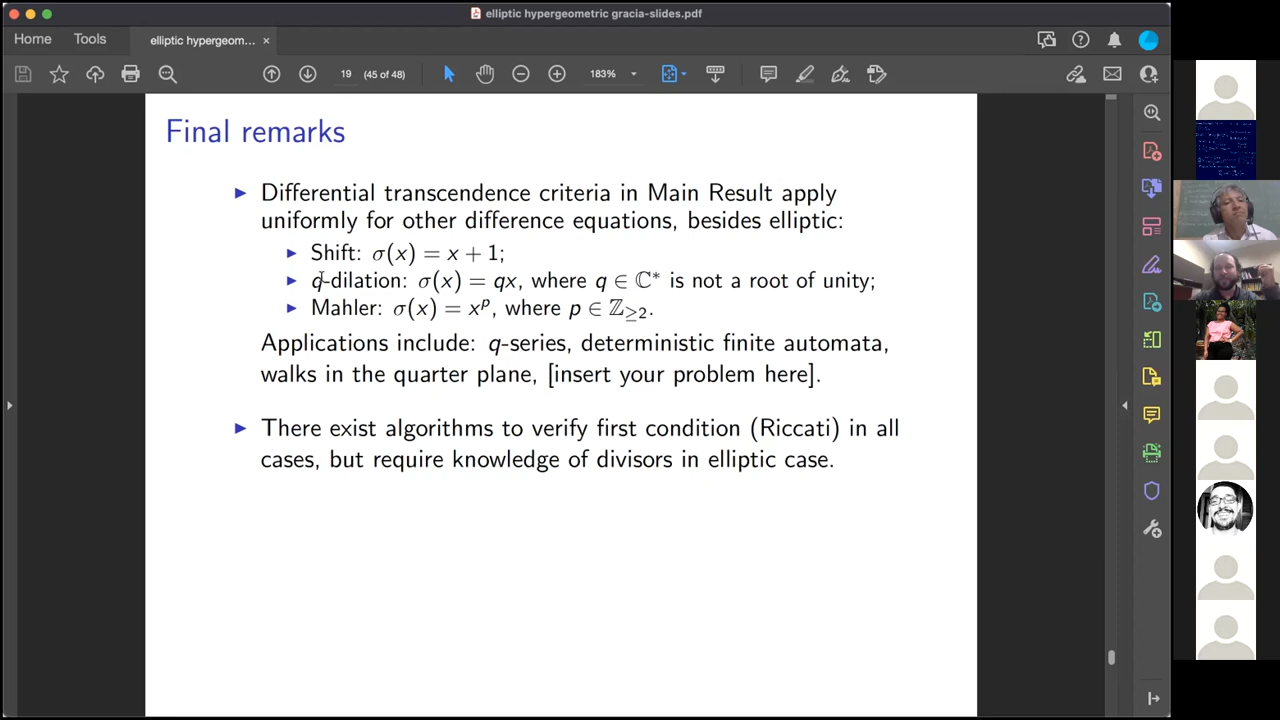 elliptic hypergeometric gracia-slides.pdf
Home Tools elliptic hypergeom... ×
19 (45 of 48) 183%
Final remarks
▶ Differential transcendence criteria in Main Result apply
uniformly for other difference equations, besides elliptic:
▶ Shift: σ(x) = x + 1;
▶ q-dilation: σ(x) = qx, where q ∈ ℂ* is not a root of unity;
▶ Mahler: σ(x) = xᵖ, where p ∈ ℤ≥2.
Applications include: q-series, deterministic finite automata,
walks in the quarter plane, [insert your problem here].
▶ There exist algorithms to verify first condition (Riccati) in all
cases, but require knowledge of divisors in elliptic case.